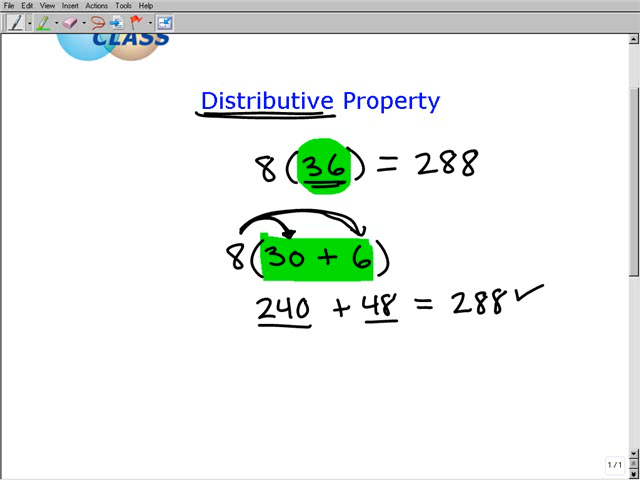 File Edit View Insert Actions Tools Help
CLASS
Distributive Property
8(36) = 288
8(30 + 6)
240 + 48 = 288✓
1/1